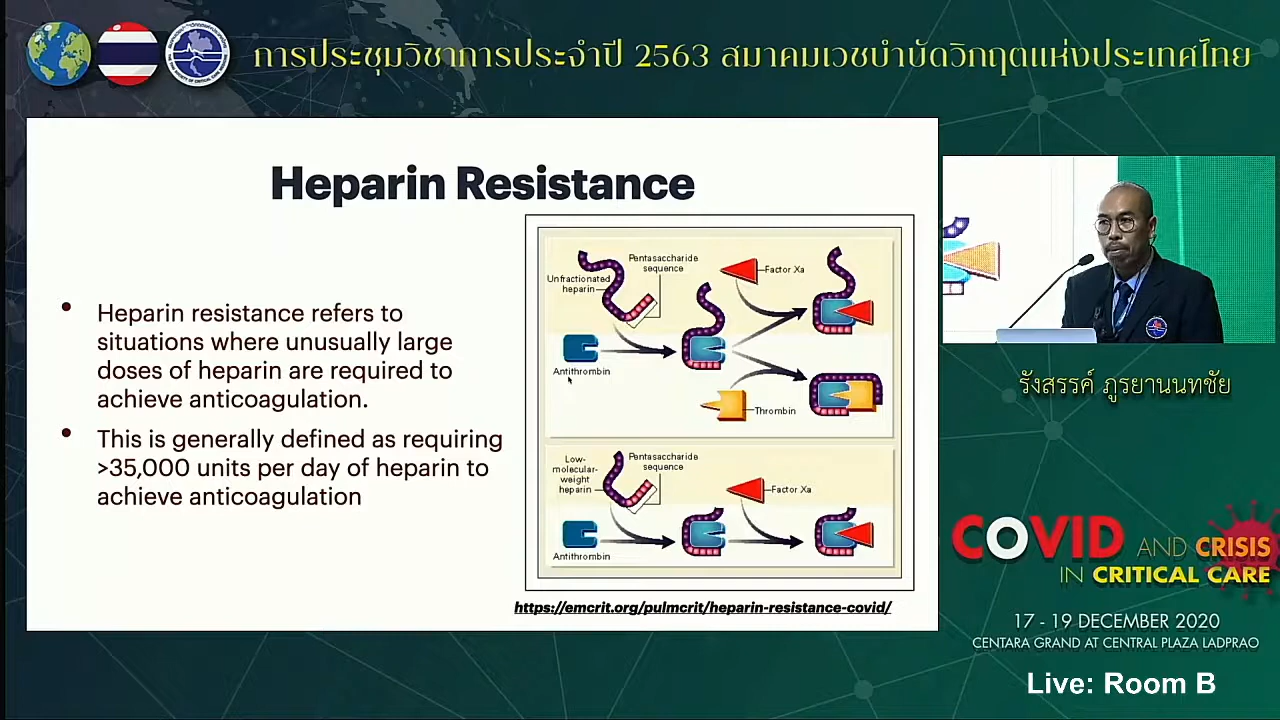 การประชุมวิชาการประจำปี 2563 สมาคมเวชบำบัดวิกฤตแห่งประเทศไทย
Heparin Resistance
• Heparin resistance refers to
situations where unusually large
doses of heparin are required to
achieve anticoagulation.
• This is generally defined as requiring
>35,000 units per day of heparin to
achieve anticoagulation
Pentasaccharide
sequence
Unfractionated
heparin
Factor Xa
Antithrombin
Thrombin
Low-
molecular-
weight
heparin
Pentasaccharide
sequence
Factor Xa
Antithrombin
https://emcrit.org/pulmcrit/heparin-resistance-covid/
รังสรรค์ ภูรยานนทชัย
COVID AND CRISIS
IN CRITICAL CARE
17 - 19 DECEMBER 2020
CENTARA GRAND AT CENTRAL PLAZA LADPRAO
Live: Room B